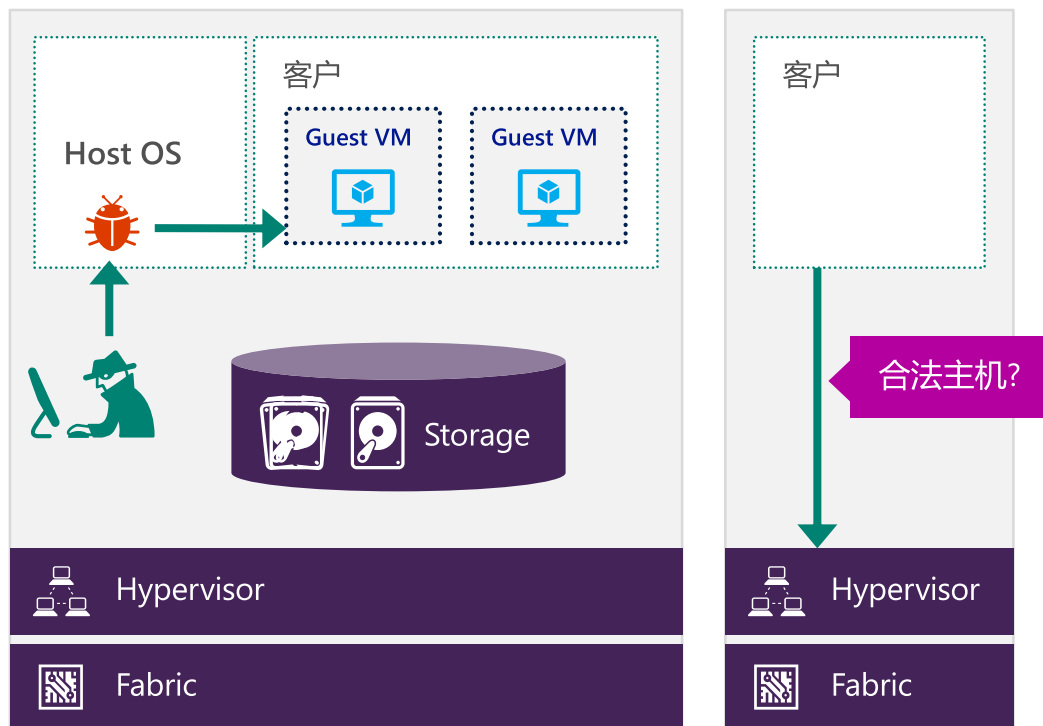 客户
Guest VM
Guest VM
Host OS
Storage
Hypervisor
Fabric
客户
合法主机?
Hypervisor
Fabric